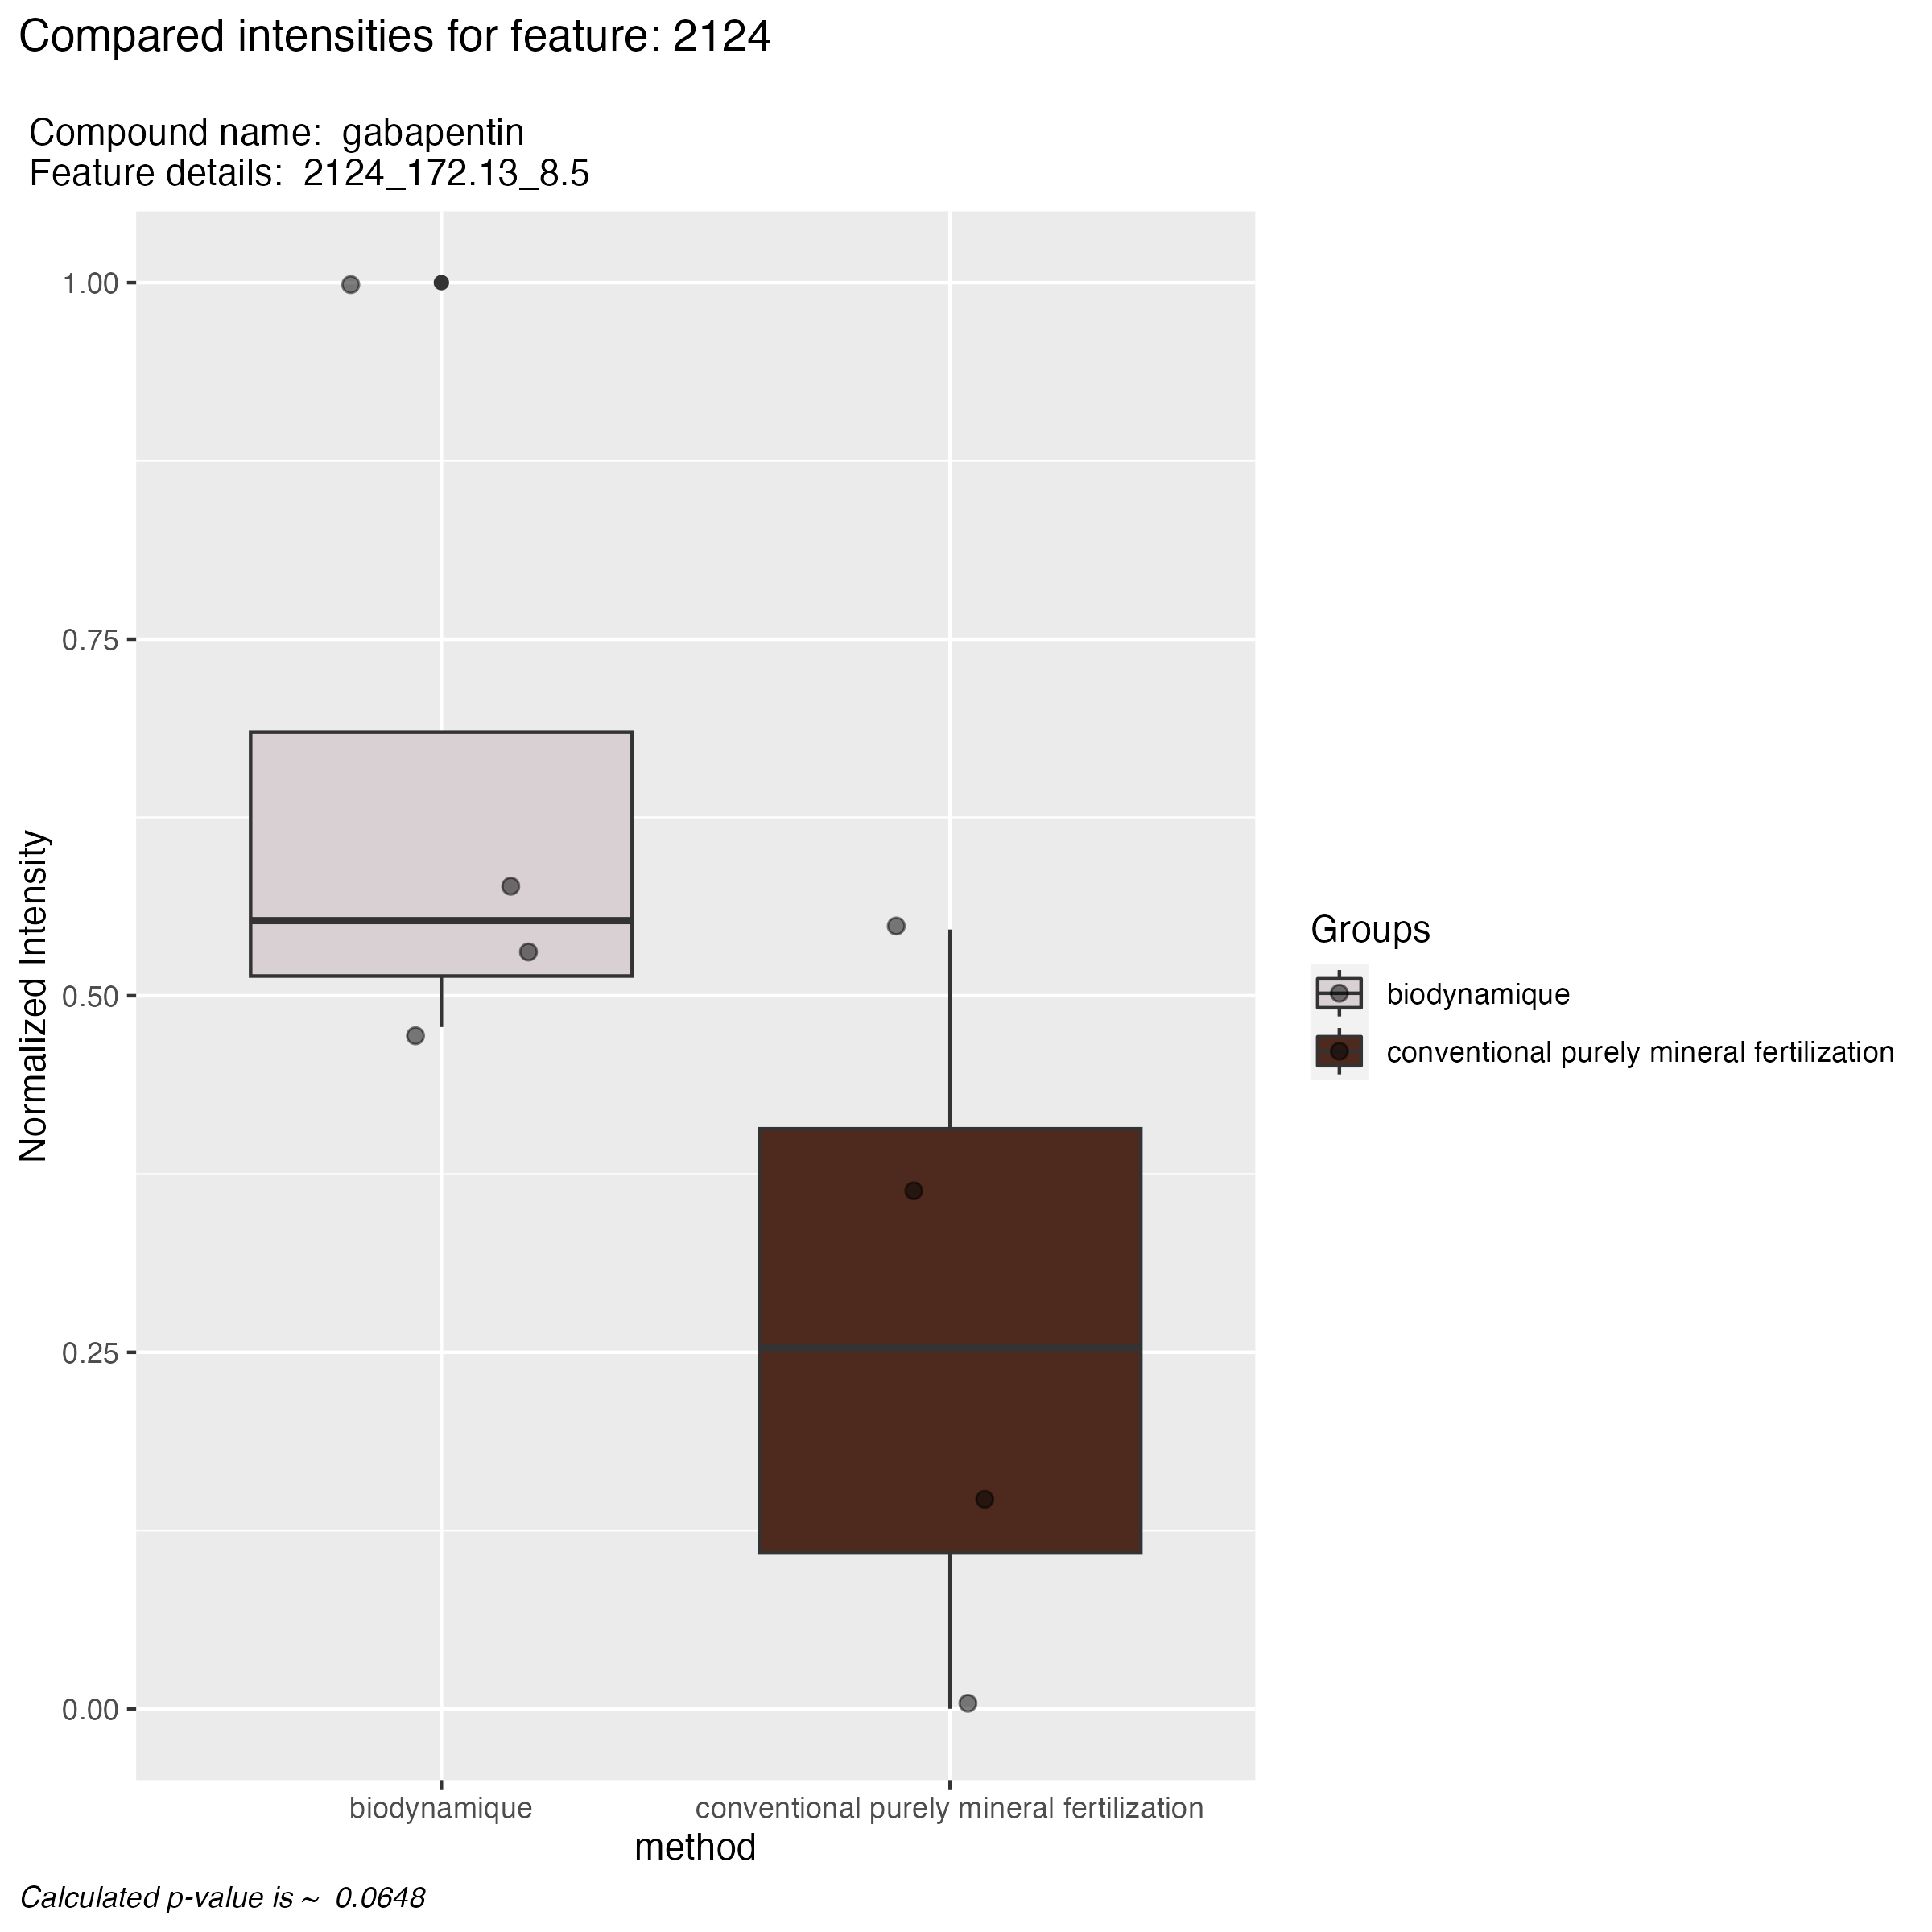 Compared intensities for feature: 2124
Compound name:  gabapentin
Feature details:  2124_172.13_8.5
1.00
0.75
0.50
0.25
0.00
Normalized Intensity
biodynamique
conventional purely mineral fertilization
method
Groups
biodynamique
conventional purely mineral fertilization
Calculated p-value is ~  0.0648